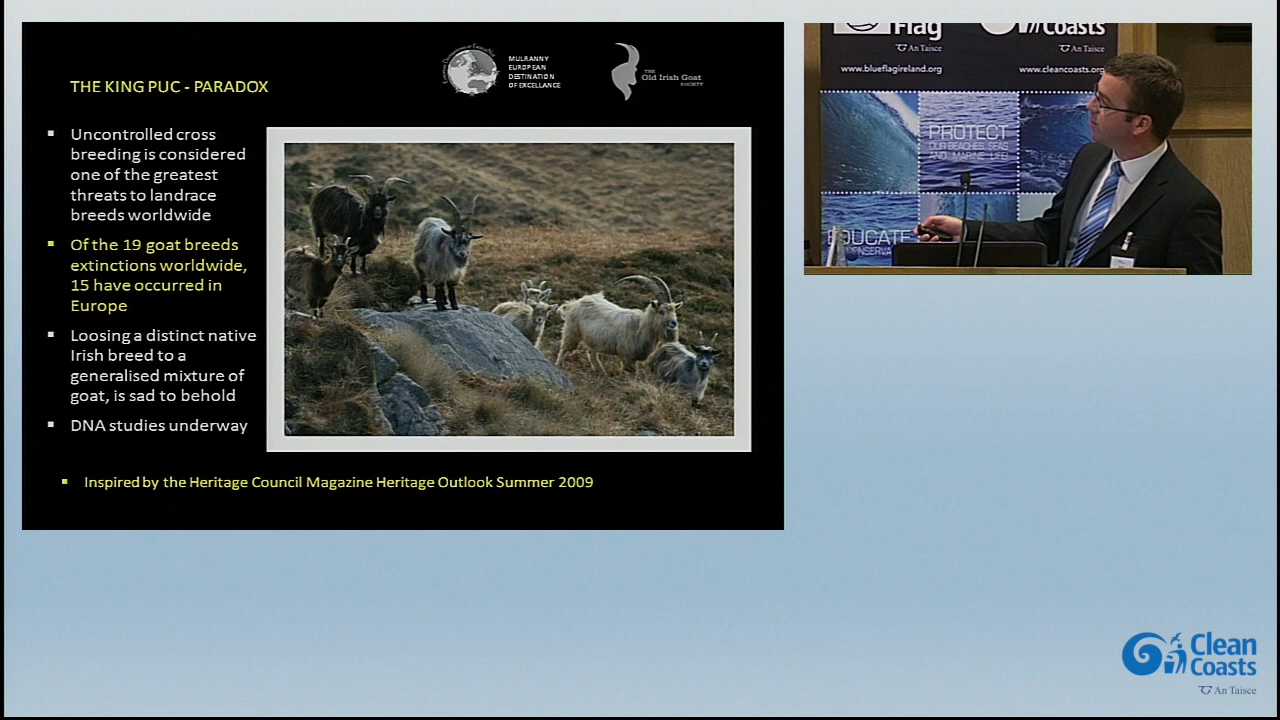 THE KING PUC - PARADOX
MULRANNY
EUROPEAN
DESTINATION
OF EXCELLENCE
THE
Old Irish Goat
SOCIETY
Uncontrolled cross
breeding is considered
one of the greatest
threats to landrace
breeds worldwide
Of the 19 goat breeds
extinctions worldwide,
15 have occurred in
Europe
Loosing a distinct native
Irish breed to a
generalised mixture of
goat, is sad to behold
DNA studies underway
Inspired by the Heritage Council Magazine Heritage Outlook Summer 2009
Flag
An Taisce
www.blueflagireland.org
Coasts
An Taisce
www.cleancoasts.org
PROTECT
OUR BEACHES, SEAS
AND MARINE LIFE!
EDUCATE
Clean
Coasts
An Taisce